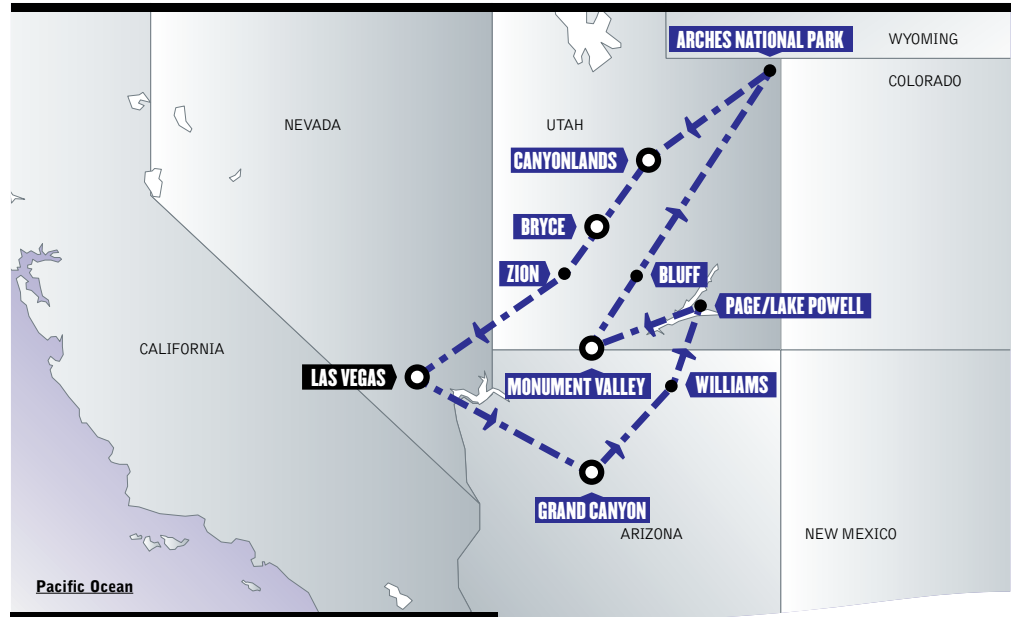 ARCHES NATIONAL PARK
WYOMING
COLORADO
NEVADA
UTAH
CANYONLANDS
BRYCE
ZION
BLUFF
PAGE/LAKE POWELL
CALIFORNIA
LAS VEGAS
MONUMENT VALLEY
WILLIAMS
GRAND CANYON
ARIZONA
NEW MEXICO
Pacific Ocean